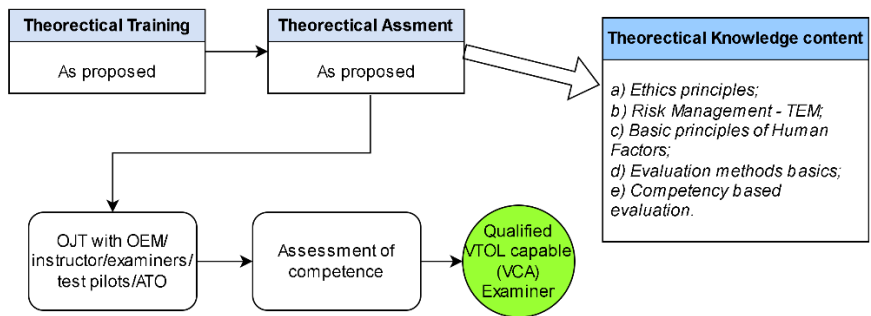 Theorectical Training
As proposed
Theorectical Assment
As proposed
Theorectical Knowledge content
a) Ethics principles;
b) Risk Management - TEM;
c) Basic principles of Human
Factors;
d) Evaluation methods basics;
e) Competency based
evaluation.
OJT with OEM/
instructor/examiners/
test pilots/ATO
Assessment of
competence
Qualified
VTOL capable
(VCA)
Examiner